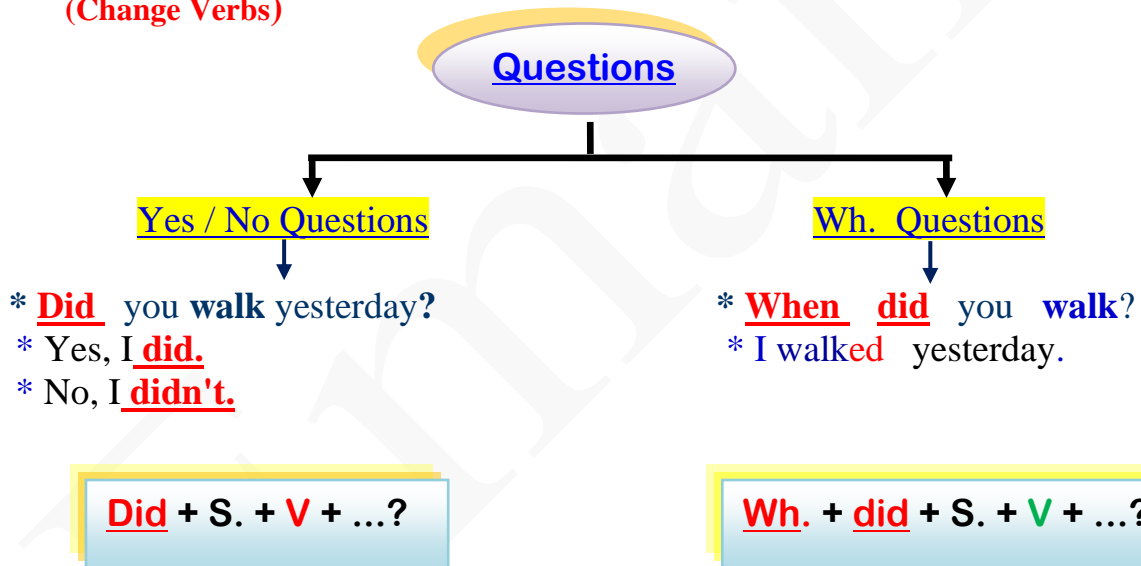 (Change Verbs)
Questions
Yes / No Questions
* Did you walk yesterday?
* Yes, I did.
* No, I didn't.
Did + S. + V + ...?
Wh. Questions
* When did you walk?
* I walked yesterday.
Wh. + did + S. + V + ...?